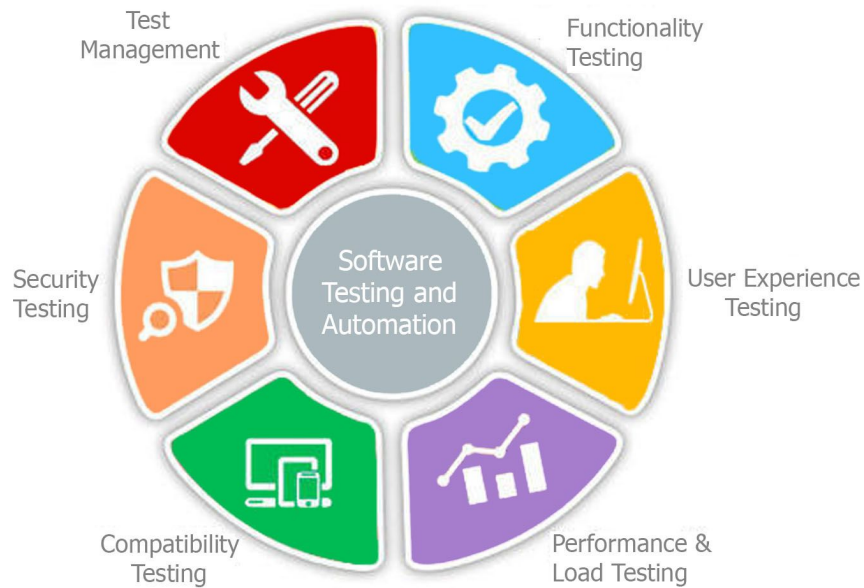 Test
Management
Functionality
Testing
Security
Testing
Software
Testing and
Automation
User Experience
Testing
Compatibility
Testing
Performance &
Load Testing